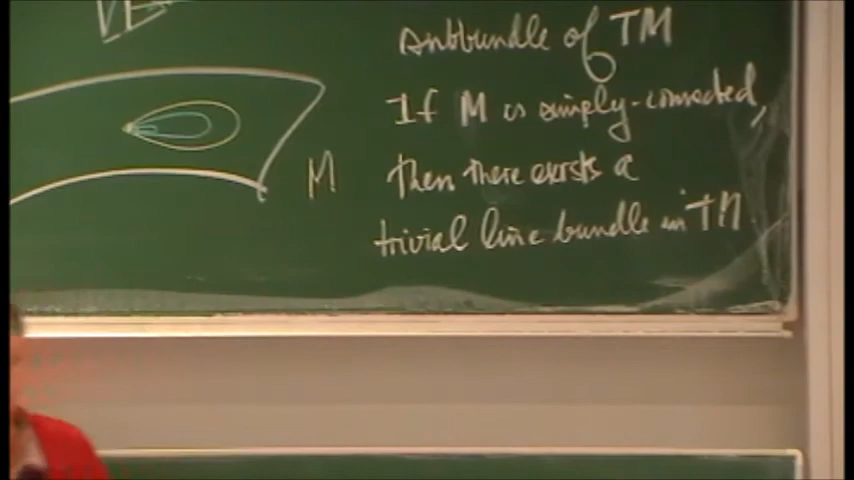 subbundle of TM
If M is simply-connected,
M
then there exists a
trivial line bundle in TM